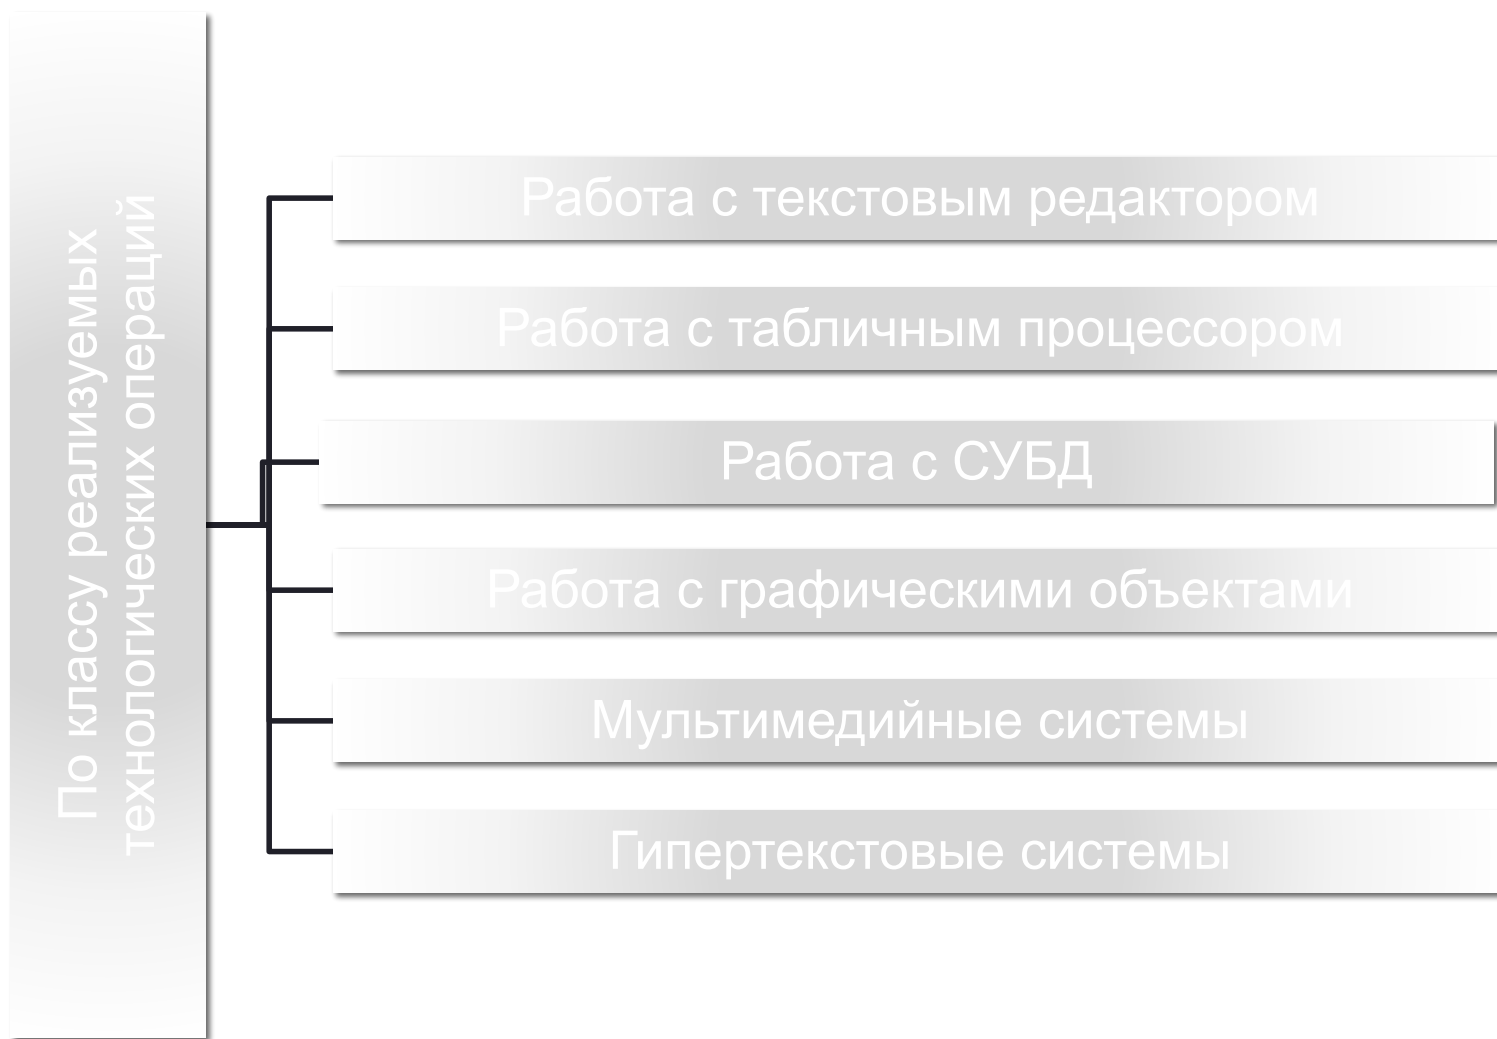 По классу реализуемых
технологических операций
Работа с текстовым редактором
Работа с табличным процессором
Работа с СУБД
Работа с графическими объектами
Мультимедийные системы
Гипертекстовые системы